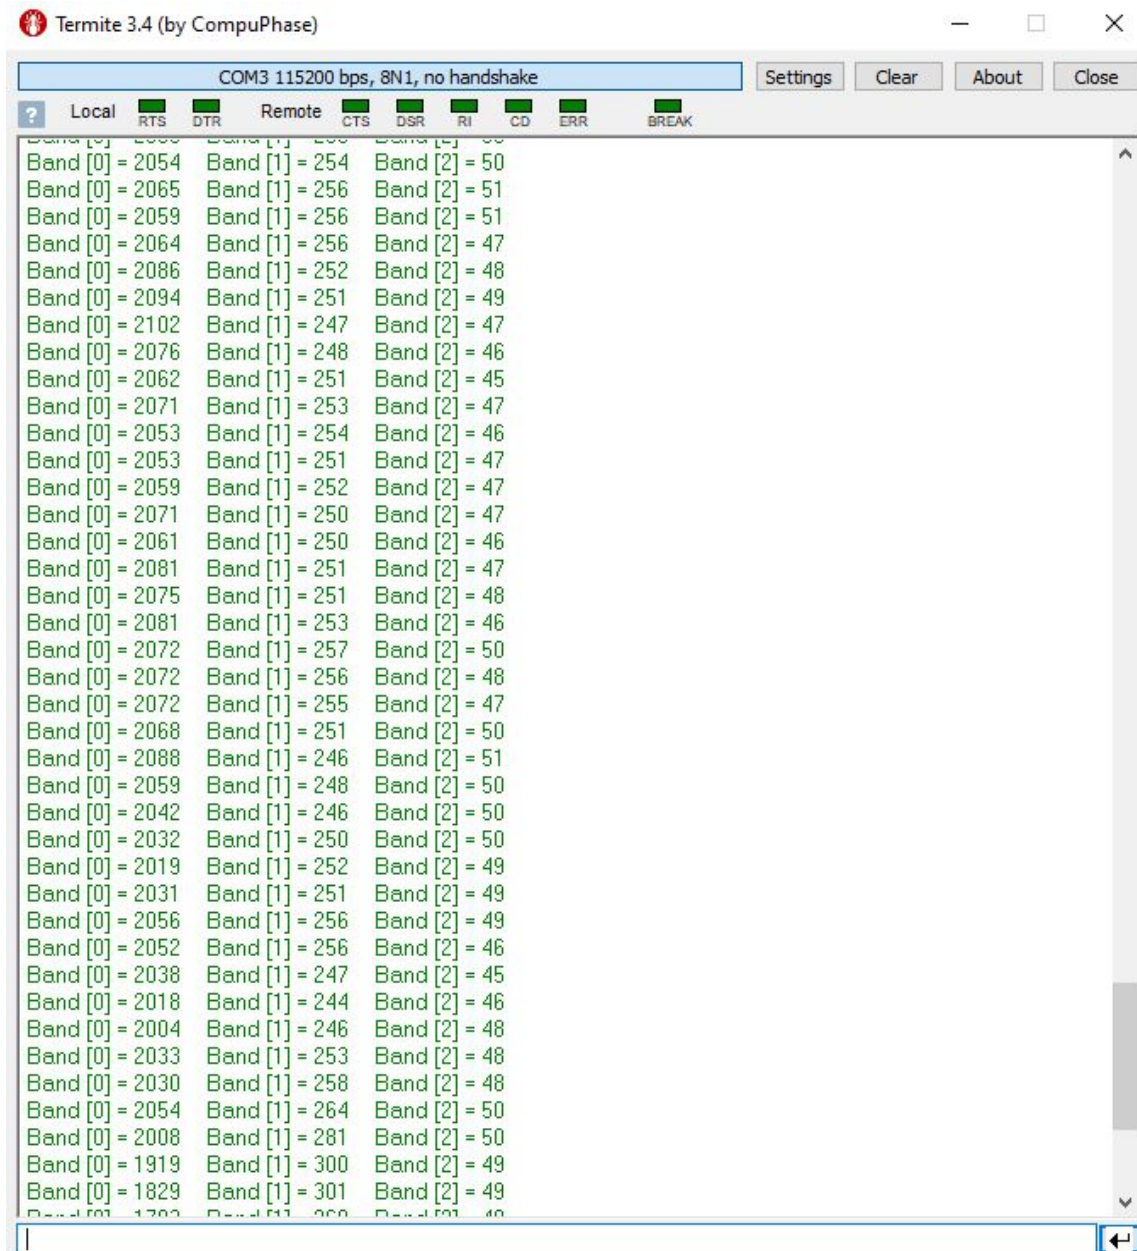 Termite 3.4 (by CompuPhase)
COM3 115200 bps, 8N1, no handshake Settings Clear About Close
? Local RTS DTR Remote CTS DSR RI CD ERR BREAK
Band [0] = 2054 Band [1] = 254 Band [2] = 50
Band [0] = 2065 Band [1] = 256 Band [2] = 51
Band [0] = 2059 Band [1] = 256 Band [2] = 51
Band [0] = 2064 Band [1] = 256 Band [2] = 47
Band [0] = 2086 Band [1] = 252 Band [2] = 48
Band [0] = 2094 Band [1] = 251 Band [2] = 49
Band [0] = 2102 Band [1] = 247 Band [2] = 47
Band [0] = 2076 Band [1] = 248 Band [2] = 46
Band [0] = 2062 Band [1] = 251 Band [2] = 45
Band [0] = 2071 Band [1] = 253 Band [2] = 47
Band [0] = 2053 Band [1] = 254 Band [2] = 46
Band [0] = 2053 Band [1] = 251 Band [2] = 47
Band [0] = 2059 Band [1] = 252 Band [2] = 47
Band [0] = 2071 Band [1] = 250 Band [2] = 47
Band [0] = 2061 Band [1] = 250 Band [2] = 46
Band [0] = 2081 Band [1] = 251 Band [2] = 47
Band [0] = 2075 Band [1] = 251 Band [2] = 48
Band [0] = 2081 Band [1] = 253 Band [2] = 46
Band [0] = 2072 Band [1] = 257 Band [2] = 50
Band [0] = 2072 Band [1] = 256 Band [2] = 48
Band [0] = 2072 Band [1] = 255 Band [2] = 47
Band [0] = 2068 Band [1] = 251 Band [2] = 50
Band [0] = 2088 Band [1] = 246 Band [2] = 51
Band [0] = 2059 Band [1] = 248 Band [2] = 50
Band [0] = 2042 Band [1] = 246 Band [2] = 50
Band [0] = 2032 Band [1] = 250 Band [2] = 50
Band [0] = 2019 Band [1] = 252 Band [2] = 49
Band [0] = 2031 Band [1] = 251 Band [2] = 49
Band [0] = 2056 Band [1] = 256 Band [2] = 49
Band [0] = 2052 Band [1] = 256 Band [2] = 46
Band [0] = 2038 Band [1] = 247 Band [2] = 45
Band [0] = 2018 Band [1] = 244 Band [2] = 46
Band [0] = 2004 Band [1] = 246 Band [2] = 48
Band [0] = 2033 Band [1] = 253 Band [2] = 48
Band [0] = 2030 Band [1] = 258 Band [2] = 48
Band [0] = 2054 Band [1] = 264 Band [2] = 50
Band [0] = 2008 Band [1] = 281 Band [2] = 50
Band [0] = 1919 Band [1] = 300 Band [2] = 49
Band [0] = 1829 Band [1] = 301 Band [2] = 49